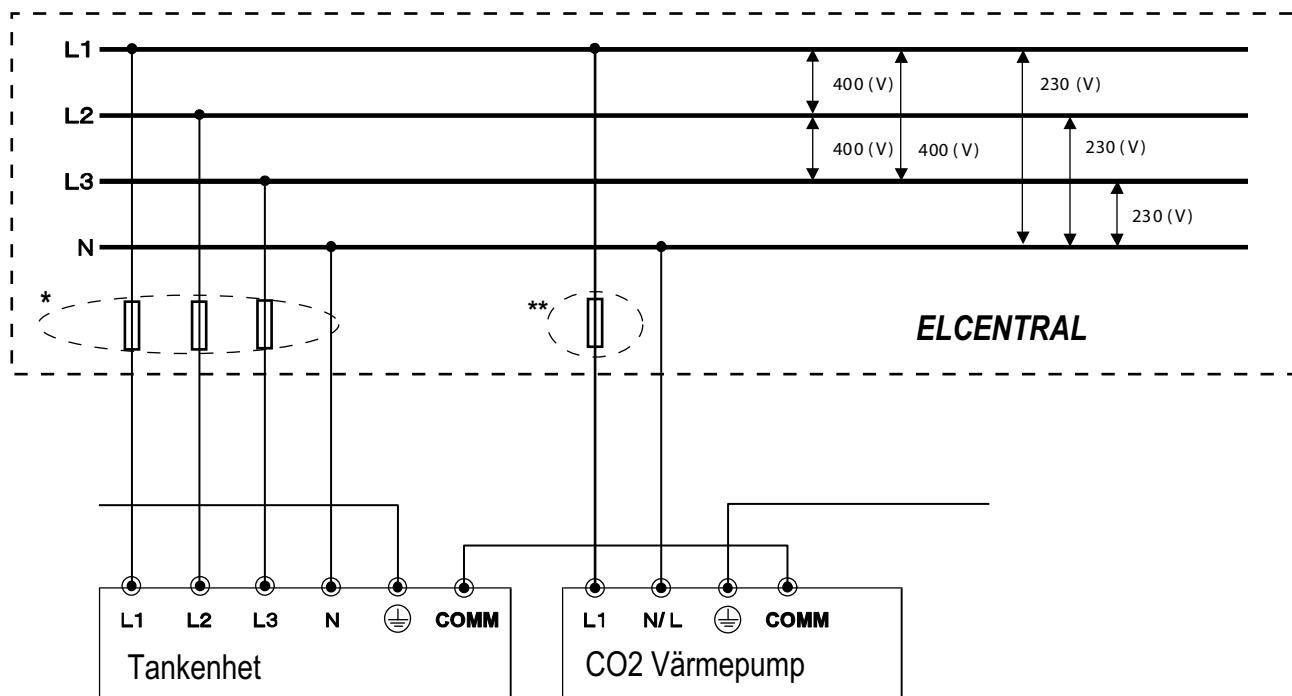 L1
400 (V)
230 (V)
L2
400 (V)
400 (V)
230 (V)
L3
230 (V)
N
*
**
ELCENTRAL
L1
L2
L3
N
COMM
L1
N/L
COMM
Tankenhet
CO2 Värmepump